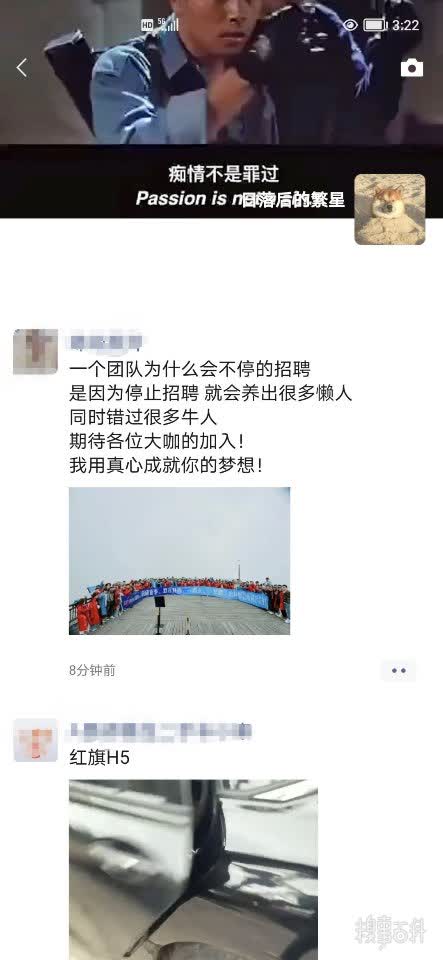 HD 5G 3:22
痴情不是罪过
Passion is n
日落后的繁星
一个团队为什么会不停的招聘
是因为停止招聘 就会养出很多懒人
同时错过很多牛人
期待各位大咖的加入！
我用真心成就你的梦想！
8分钟前
红旗H5
搜狐百科